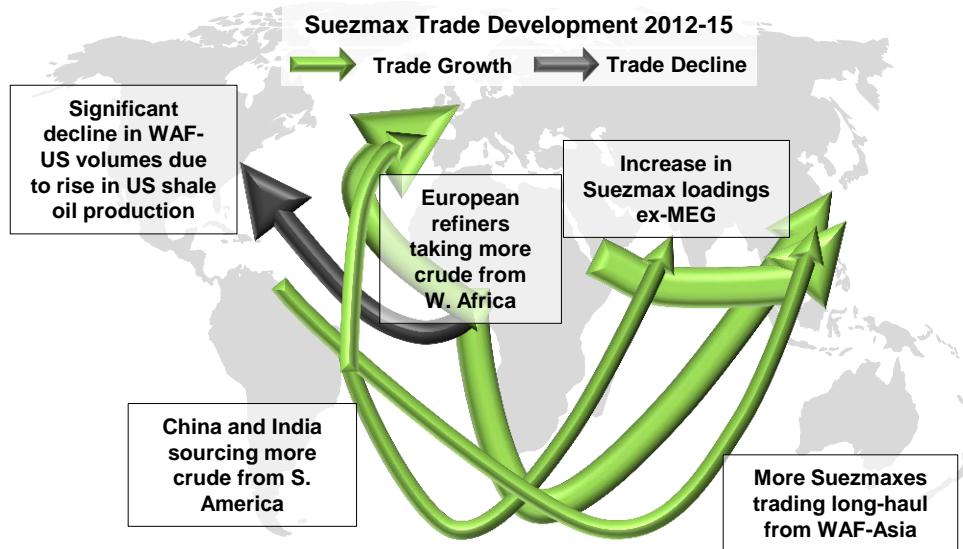 Suezmax Trade Development 2012-15
Trade Growth
Trade Decline
Significant
decline in WAF-
US volumes due
to rise in US shale
oil production
European
refiners
taking more
crude from
W. Africa
Increase in
Suezmax loadings
ex-MEG
China and India
sourcing more
crude from S.
America
More Suezmaxes
trading long-haul
from WAF-Asia